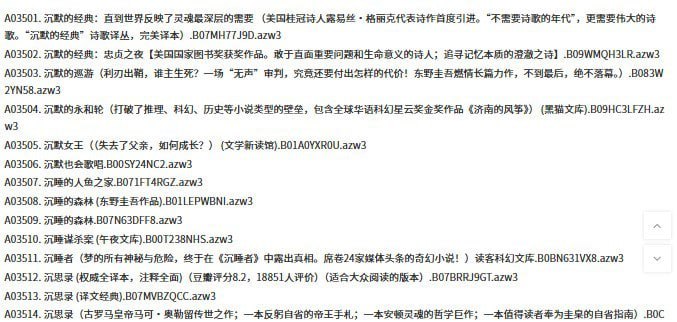 A03501. 沉默的经典：直到世界反映了灵魂最深层的需要 （美国桂冠诗人露易丝・格丽克代表诗作首度引进。“不需要诗歌的年代”，更需要伟大的诗
歌。“沉默的经典”诗歌译丛，完美译本）.B07MH77J9D.azw3
A03502. 沉默的经典：忠贞之夜【美国国家图书奖获奖作品。敢于直面重要问题和生命意义的诗人；追寻记忆本质的澄澈之诗】.B09WMQH3LR.azw3
A03503. 沉默的巡游（利刃出鞘，谁主生死？一场“无声”审判，究竟还要付出怎样的代价！东野圭吾燃情长篇力作，不到最后，绝不落幕。）.B083W
2YN58.azw3
A03504. 沉默的永和轮（打破了推理、科幻、历史等小说类型的壁垒，包含全球华语科幻星云奖金奖作品《济南的风筝》） (黑猫文库).B09HC3LFZH.az
w3
A03505. 沉默女王（（失去了父亲，如何成长？） (文学新读馆).B01A0YXR0U.azw3
A03506. 沉默也会歌唱.B00SY24NC2.azw3
A03507. 沉睡的人鱼之家.B071FT4RGZ.azw3
A03508. 沉睡的森林 (东野圭吾作品).B01LEPWBNI.azw3
A03509. 沉睡的森林.B07N63DFF8.azw3
A03510. 沉睡谋杀案 (午夜文库).B00T238NHS.azw3
A03511. 沉睡者（梦的所有神秘与危险，终于在《沉睡者》中露出真相。席卷24家媒体头条的奇幻小说！）读客科幻文库.B0BN631VX8.azw3
A03512. 沉思录 (权威全译本，注释全面)（豆瓣评分8.2，18851人评价）（适合大众阅读的版本）.B07BRRJ9GT.azw3
A03513. 沉思录 (译文经典).B07MVBZQCC.azw3
A03514. 沉思录（古罗马皇帝马可・奥勒留传世之作；一本反躬自省的帝王手札；一本安顿灵魂的哲学巨作；一本值得读者奉为圭臬的自省指南）.B0C